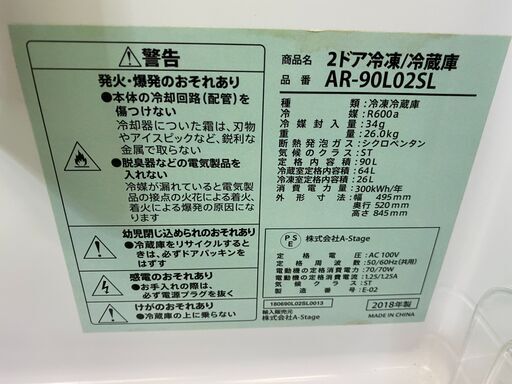 警告
発火・爆発のおそれあり
●本体の冷却回路(配管)を
傷つけない
冷却器についた霜は、刃物
やアイスピックなど、鋭利な
金属で取らないでください
●脱臭器などの電気製品を
入れない
冷媒が漏れていると電気製
品の接点の火花による着火、
着火による爆発の原因にな
ります
幼児閉じ込められのおそれあり
●冷蔵庫をリサイクルするとき
は、必ずドアパッキンを
はずす
感電のおそれあり
●お手入れの際は、
必ず電源プラグを抜く
けがのおそれあり
●冷蔵庫の上に乗らない
商品名 2ドア冷凍/冷蔵庫
品番 AR-90L02SL
種類:冷凍冷蔵庫
冷媒:R600a
冷媒封入量:34g
重量:26.0kg
断熱発泡ガス:シクロペンタン
気候のクラス:ST
定格内容積:90L
冷蔵室定格内容積:64L
冷凍室定格内容積:26L
消費電力量:300kWh/年
外形寸法:幅 495mm
奥行 520mm
高さ 845mm
PSE 株式会社A-Stage
定格電圧:AC 100V
定格周波数:50/60Hz(共用)
電動機の定格消費電力:70/70W
電動機の定格電流:1.25/1.25A
気候クラス:ST
型名:E-02
180690L02SL0013
輸入販売元
株式会社A-Stage
2018年製
MADE IN CHINA